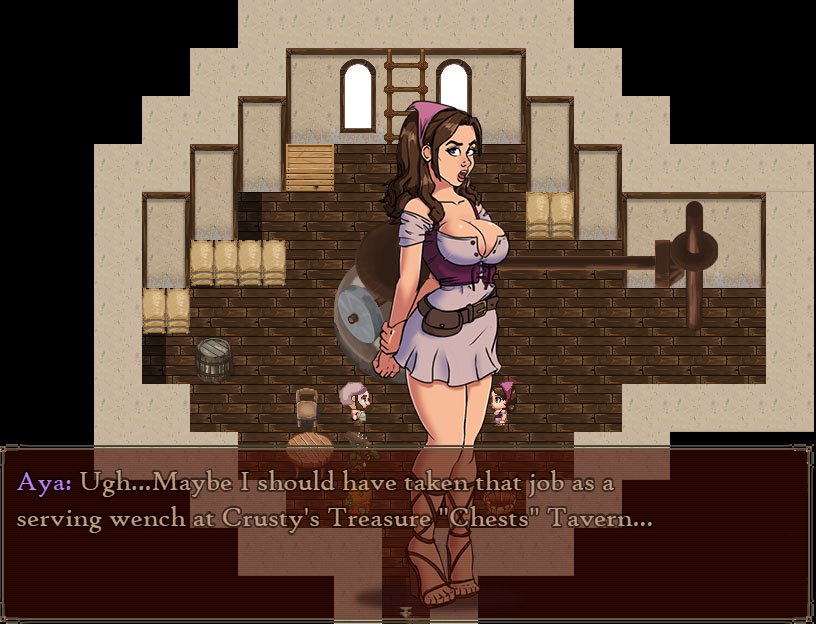 Aya: Ugh...Maybe I should have taken that job as a
serving wench at Crusty's Treasure "Chests" Tavern...